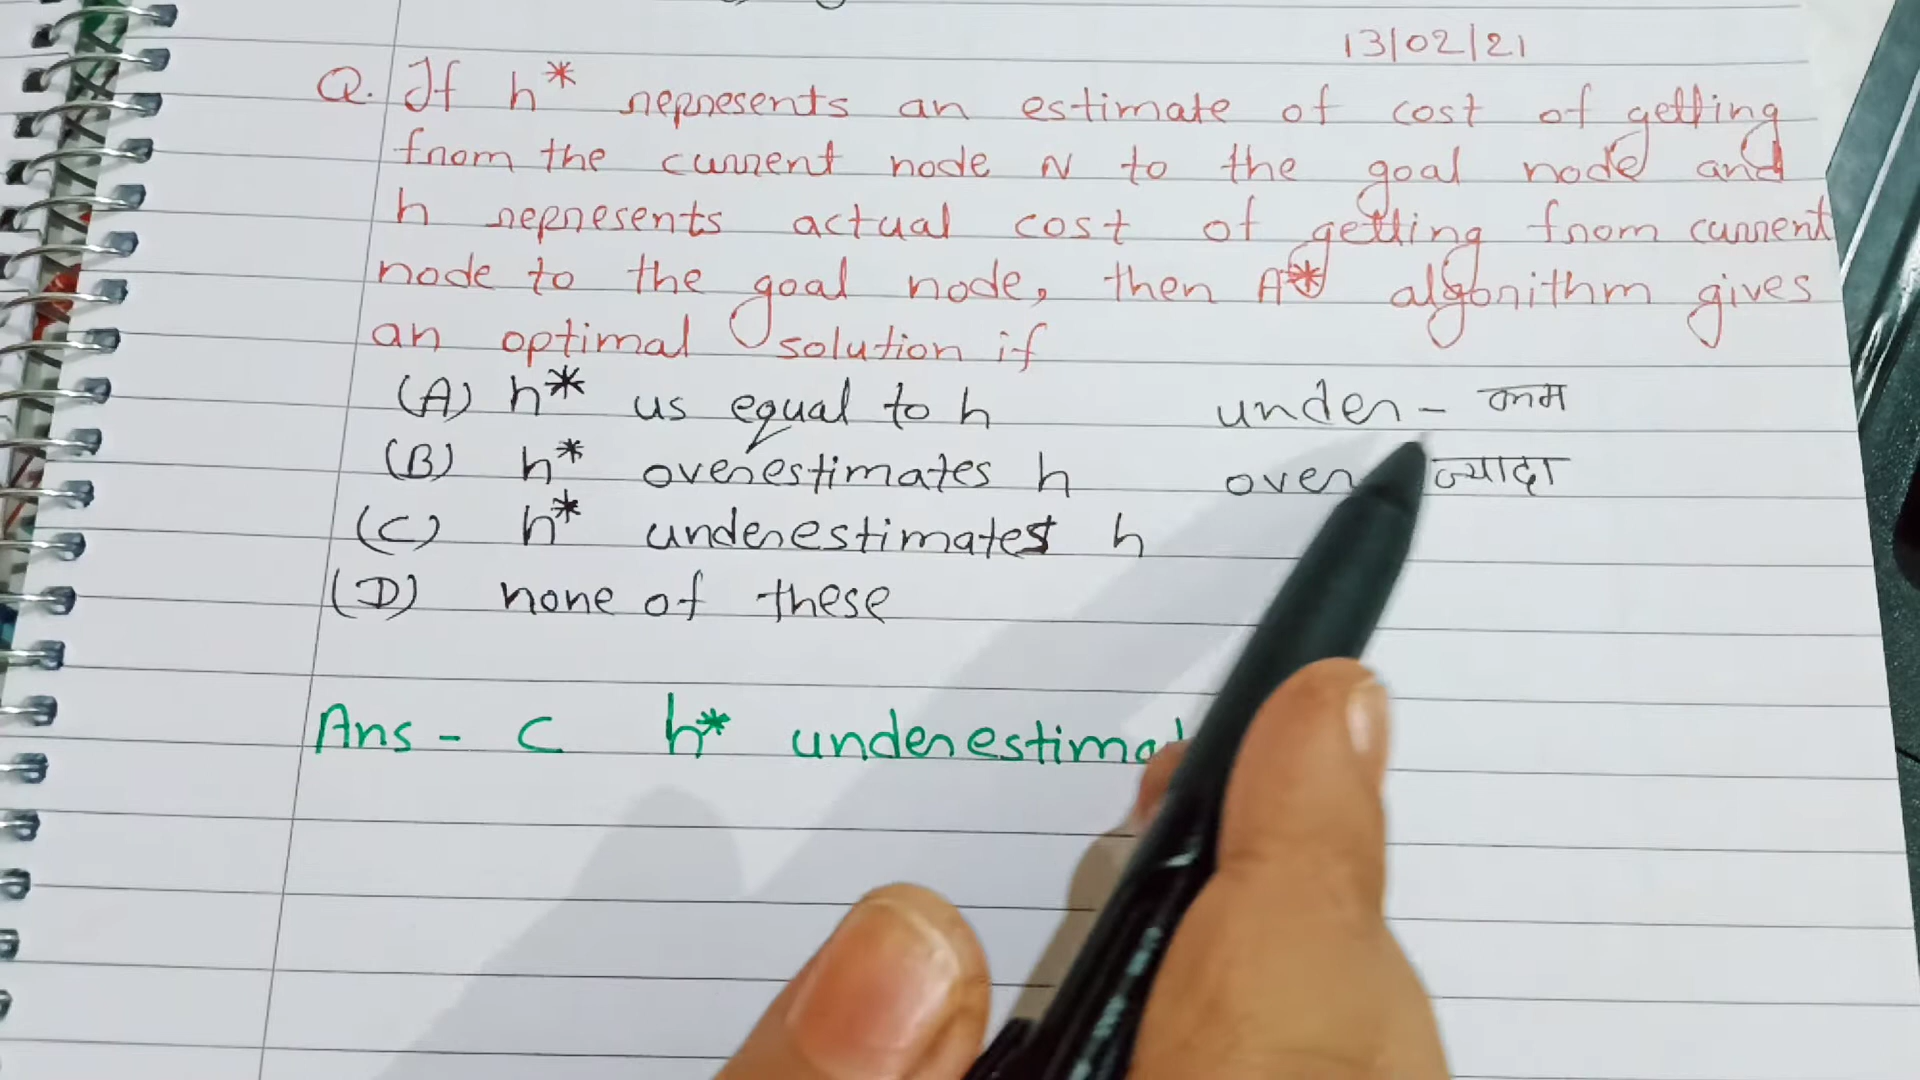 13/02/21
Q. If h* represents an estimate of cost of getting
from the current node N to the goal node and
h represents actual cost of getting from current
node to the goal node, then A* algorithm gives
an optimal solution if
(A) h* us equal to h under - कम
(B) h* overestimates h over ज्यादा
(C) h* underestimates h
(D) none of these
Ans - C h* underestimat